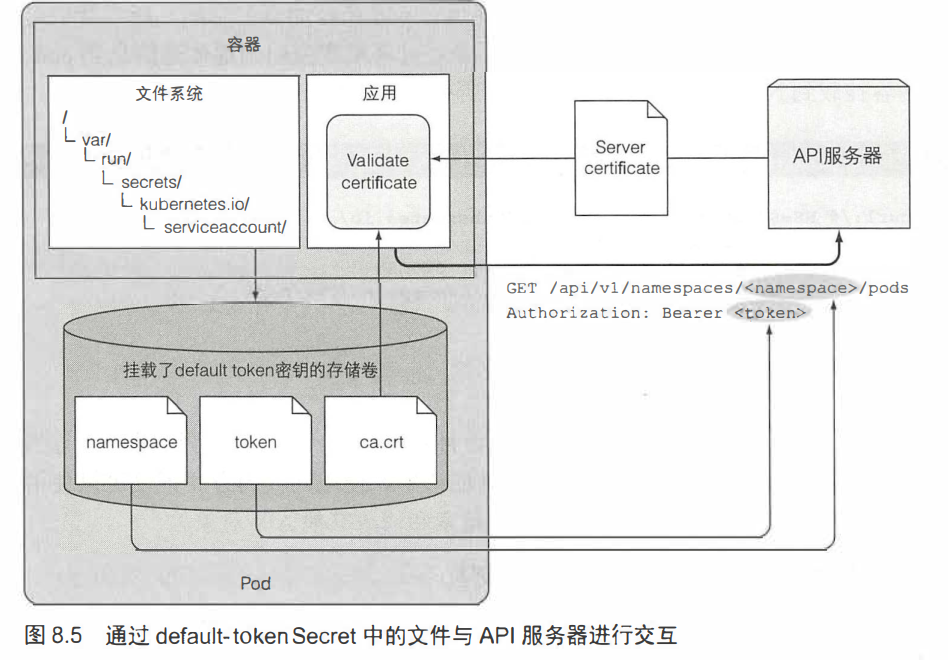 容器
文件系统
/
var/
run/
secrets/
kubernetes.io/
serviceaccount/
应用
Validate
certificate
Server
certificate
API服务器
GET /api/v1/namespaces/<namespace>/pods
Authorization: Bearer <token>
挂载了default token密钥的存储卷
namespace
token
ca.crt
Pod
图 8.5 通过 default-token Secret 中的文件与 API 服务器进行交互